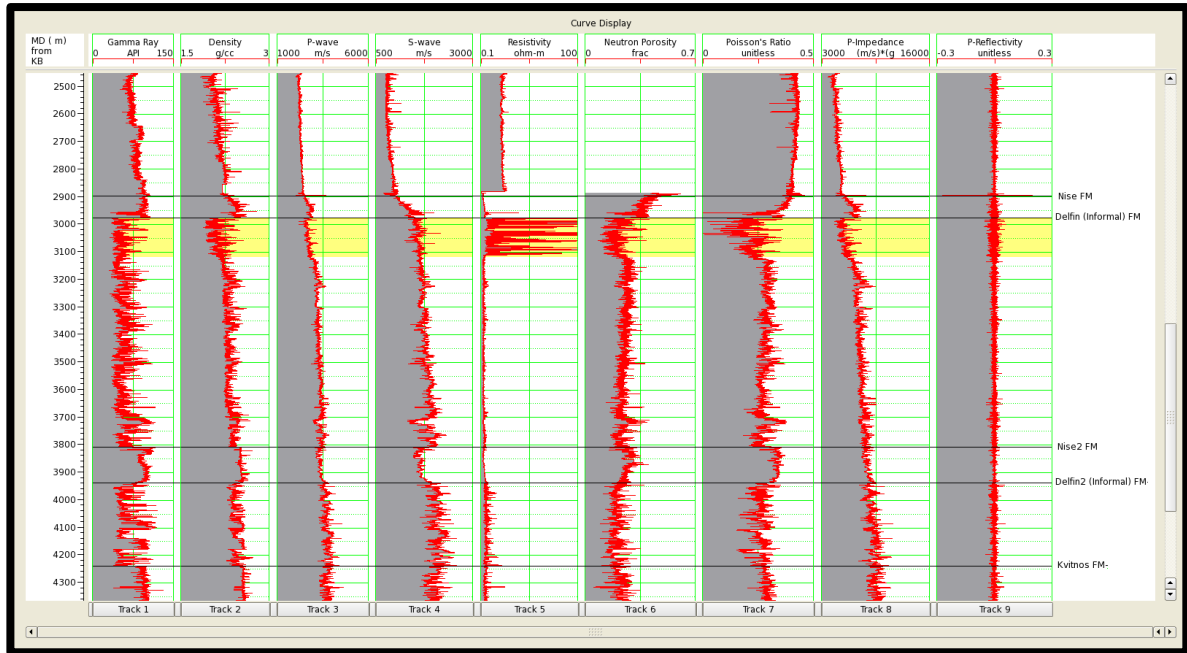 Curve Display
MD ( m)
from
KB
Gamma Ray
0 API 150
Density
1.5 g/cc 3
P-wave
1000 m/s 6000
S-wave
500 m/s 3000
Resistivity
0.1 ohm-m 100
Neutron Porosity
0 frac 0.7
Poisson's Ratio
0 unitless 0.5
P-Impedance
3000 (m/s)*(g 16000
P-Reflectivity
-0.3 unitless 0.3
2500
2600
2700
2800
2900
3000
3100
3200
3300
3400
3500
3600
3700
3800
3900
4000
4100
4200
4300
Nise FM
Delfin (Informal) FM
Nise2 FM
Delfin2 (Informal) FM-
Kvitnos FM-
Track 1 Track 2 Track 3 Track 4 Track 5 Track 6 Track 7 Track 8 Track 9